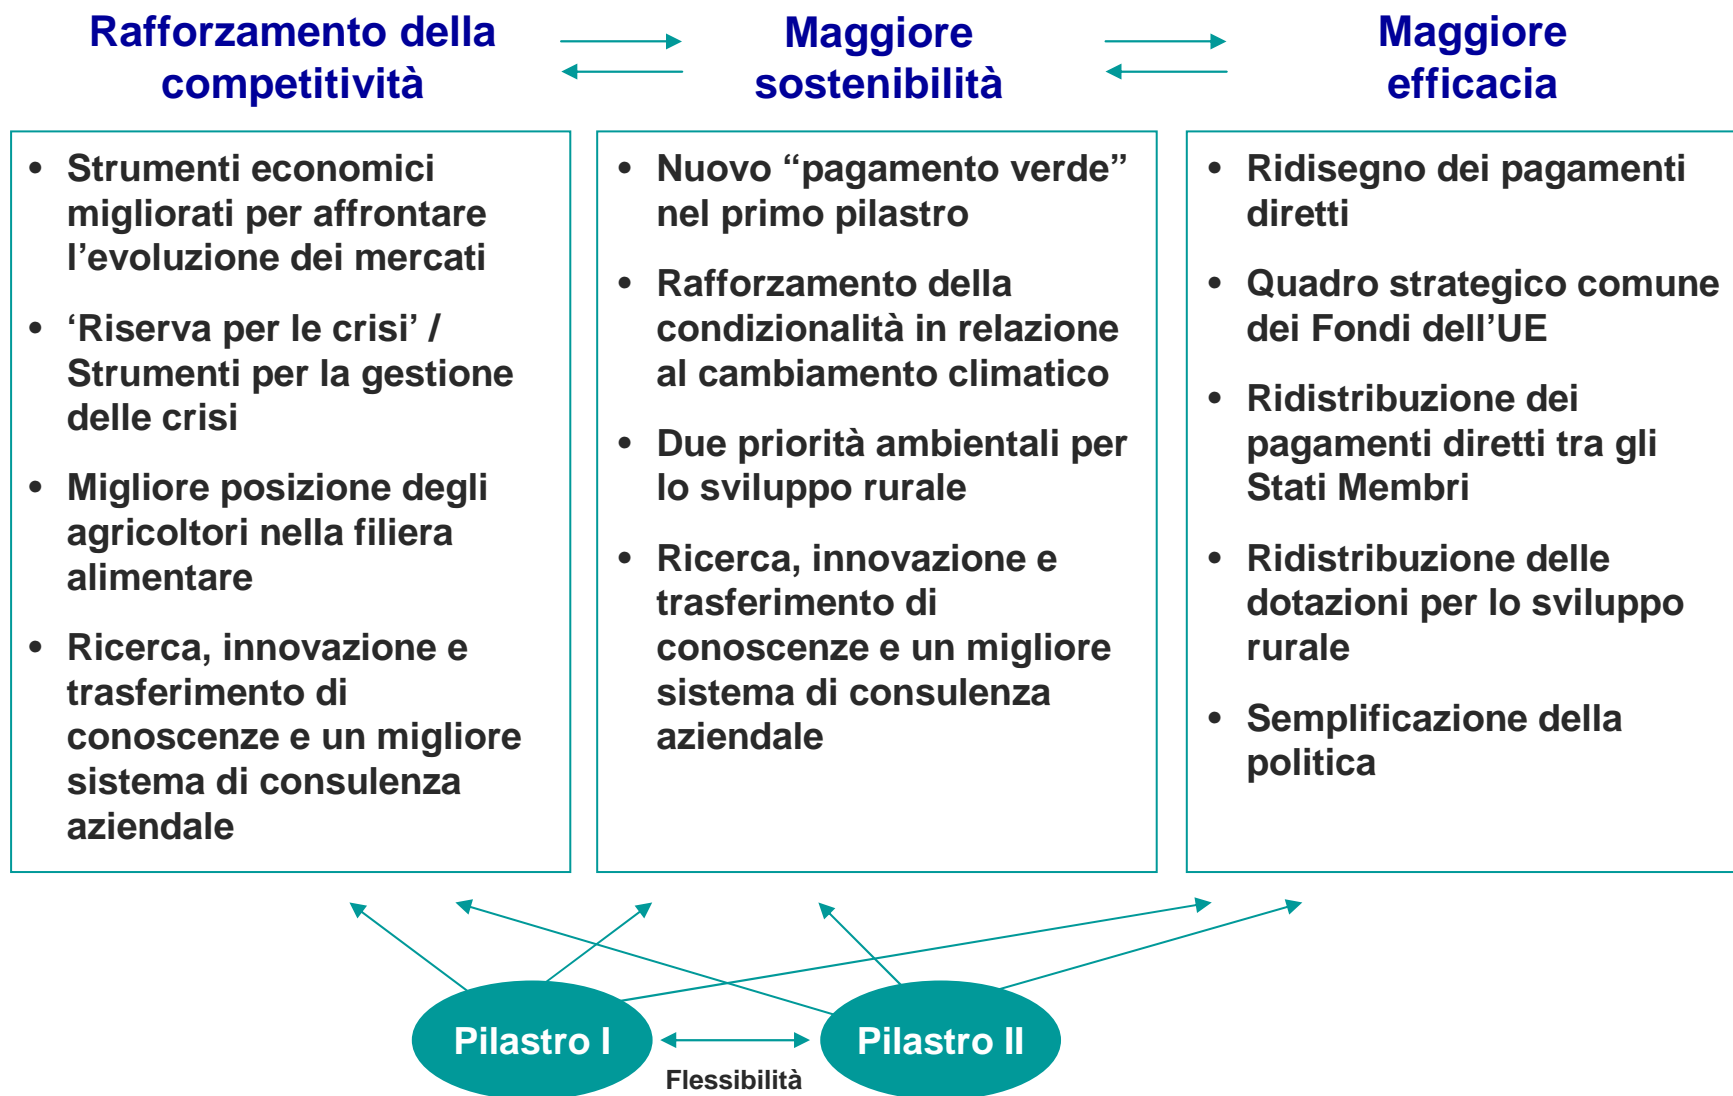 Rafforzamento della
competitività
Maggiore
sostenibilità
Maggiore
efficacia
• Strumenti economici
migliorati per affrontare
l’evoluzione dei mercati
• ‘Riserva per le crisi’ /
Strumenti per la gestione
delle crisi
• Migliore posizione degli
agricoltori nella filiera
alimentare
• Ricerca, innovazione e
trasferimento di
conoscenze e un migliore
sistema di consulenza
aziendale
• Nuovo “pagamento verde”
nel primo pilastro
• Rafforzamento della
condizionalità in relazione
al cambiamento climatico
• Due priorità ambientali per
lo sviluppo rurale
• Ricerca, innovazione e
trasferimento di
conoscenze e un migliore
sistema di consulenza
aziendale
• Ridisegno dei pagamenti
diretti
• Quadro strategico comune
dei Fondi dell’UE
• Ridistribuzione dei
pagamenti diretti tra gli
Stati Membri
• Ridistribuzione delle
dotazioni per lo sviluppo
rurale
• Semplificazione della
politica
Pilastro I
Pilastro II
Flessibilità